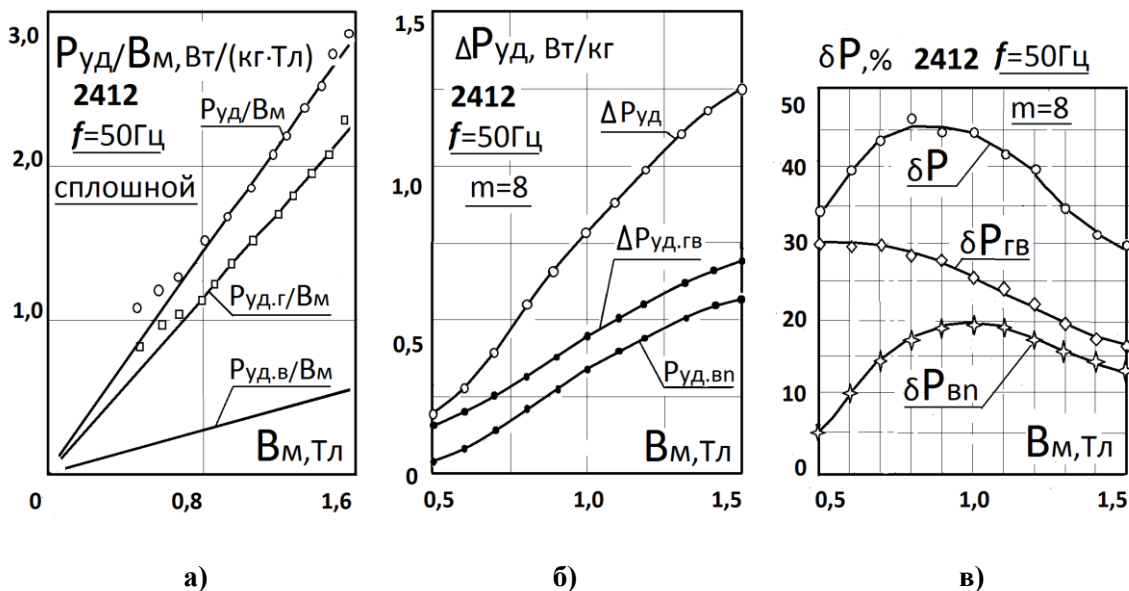 3,0
Pуд/Bм, Вт/(кг·Тл)
2412
f=50Гц
Pуд/Bм
2,0
сплошной
Pуд.г/Bм
1,0
Pуд.в/Bм
Bм,Тл
0
0,8
1,6
а)
1,5
ΔPуд, Вт/кг
2412
f=50Гц
ΔPуд
m=8
1,0
ΔPуд.гв
0,5
Pуд.вп
Bм,Тл
0
0,5
1,0
1,5
б)
δP,% 2412 f=50Гц
50
m=8
40
δP
30
δPгв
20
δPвп
10
Bм,Тл
0
0,5
1,0
1,5
в)